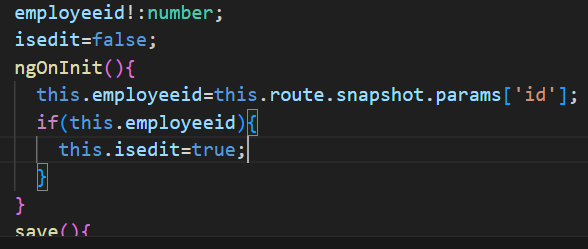 employeeid!:number;
isedit=false;
ngOnInit(){
this.employeeid=this.route.snapshot.params['id'];
if(this.employeeid){
this.isedit=true;
}
}
save(){